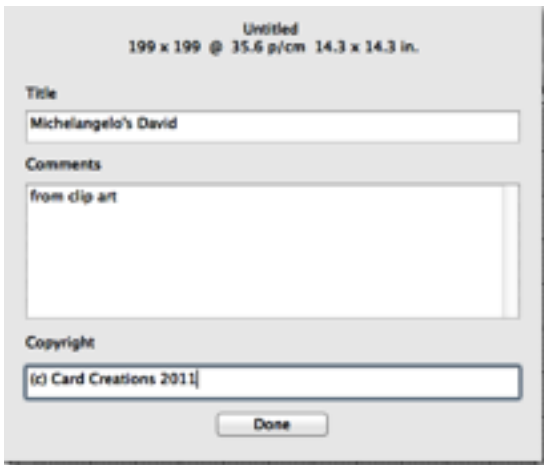 Untitled
199 x 199 @ 35.6 p/cm 14.3 x 14.3 in.
Title
Michelangelo's David
Comments
from clip art
Copyright
(c) Card Creations 2011
Done